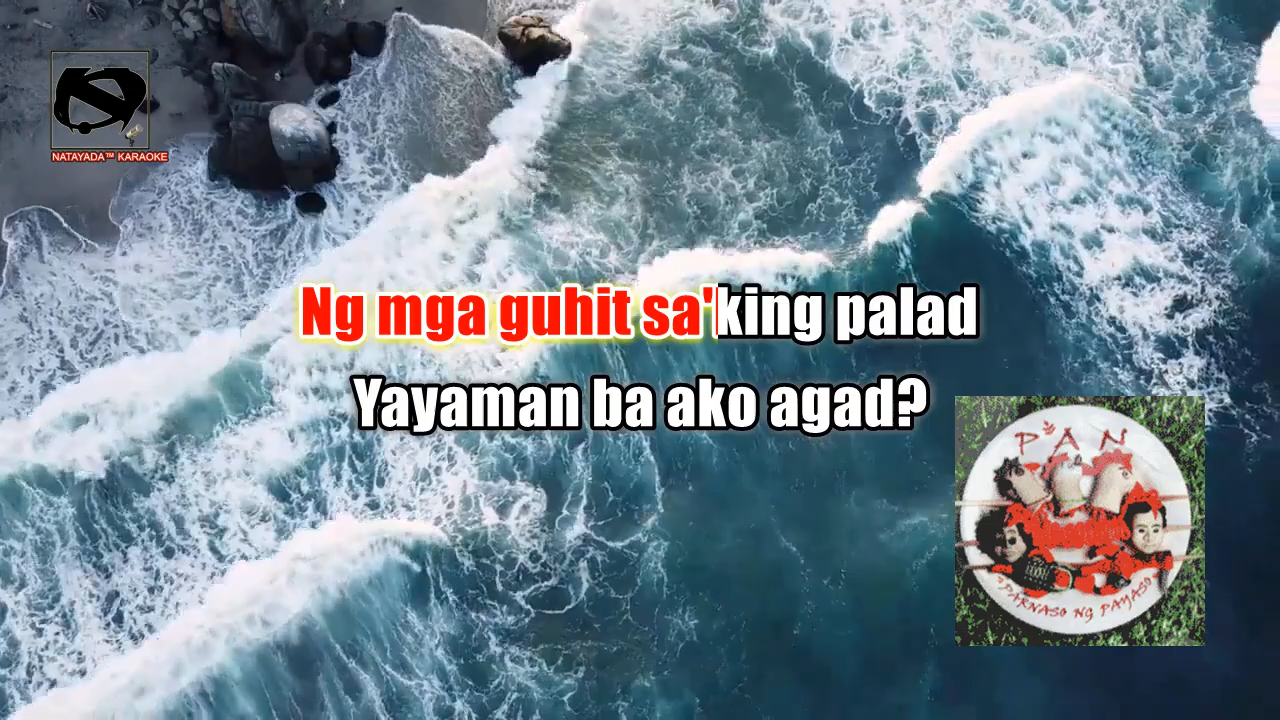 NATAYADA™ KARAOKE
Ng mga guhit sa'king palad
Yayaman ba ako agad?
PAN
PARNASO NG PAYASO